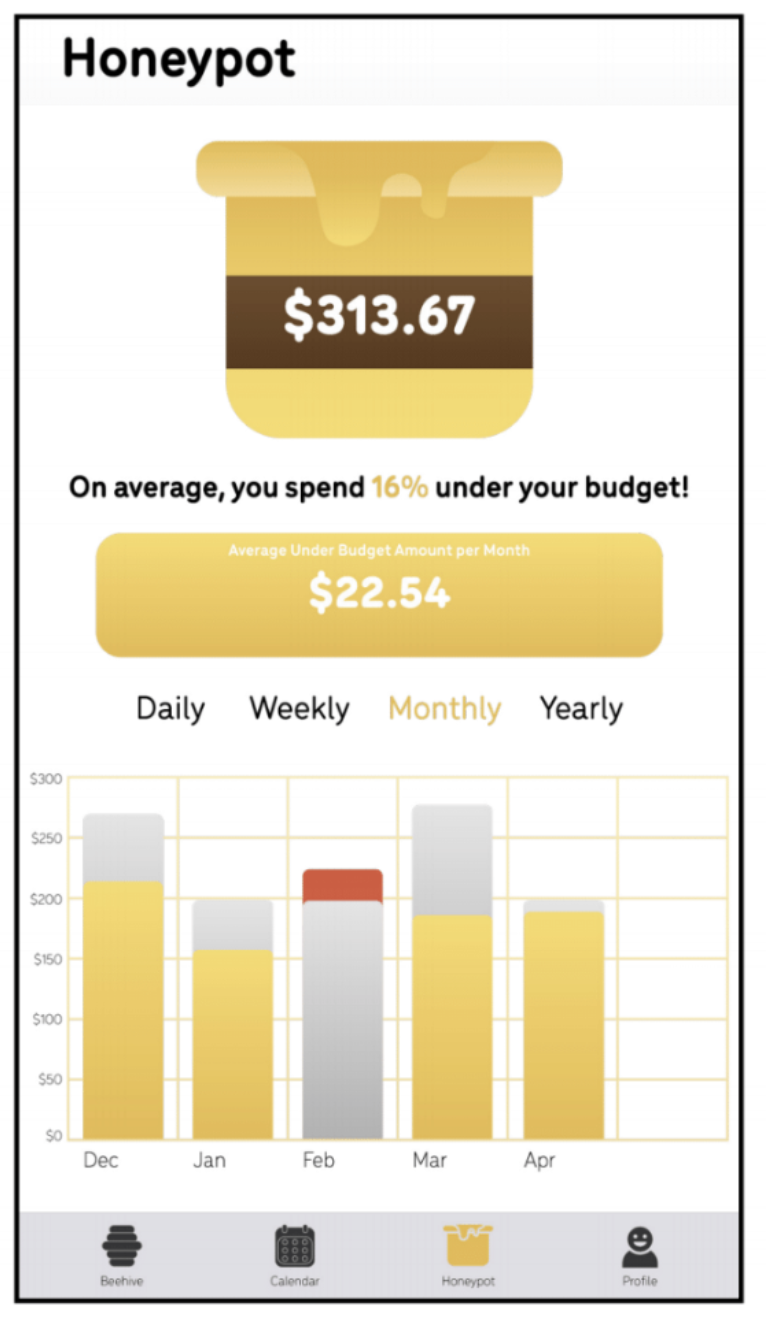 Honeypot
$313.67
On average, you spend 16% under your budget!
Average Under Budget Amount per Month
$22.54
Daily Weekly Monthly Yearly
$300
$250
$200
$150
$100
$50
$0
Dec Jan Feb Mar Apr
Beehive Calendar Honeypot Profile